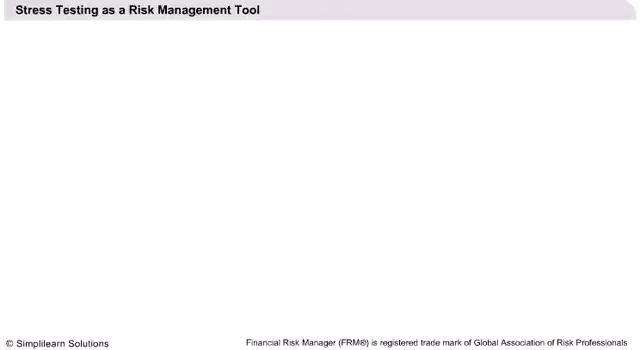 Stress Testing as a Risk Management Tool
© Simplilearn Solutions
Financial Risk Manager (FRM®) is registered trade mark of Global Association of Risk Professionals